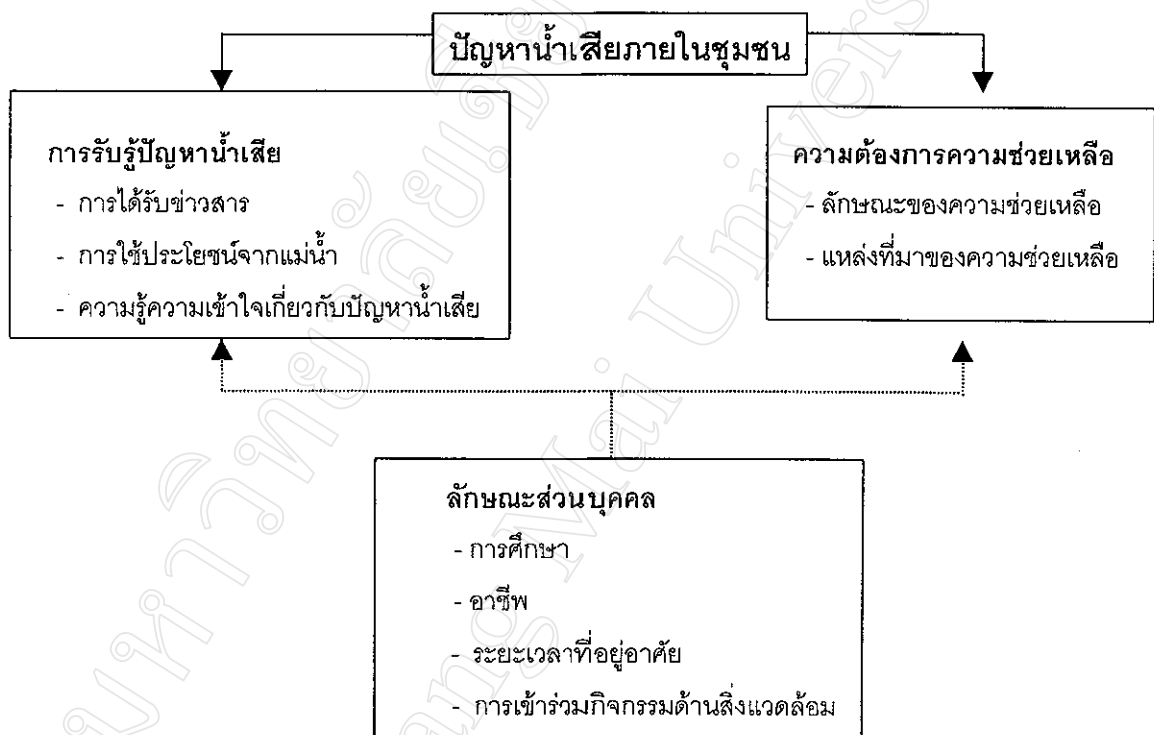 ปัญหาน้ำเสียภายในชุมชน
การรับรู้ปัญหาน้ำเสีย
- การได้รับข่าวสาร
- การใช้ประโยชน์จากแม่น้ำ
- ความรู้ความเข้าใจเกี่ยวกับปัญหาน้ำเสีย
ความต้องการความช่วยเหลือ
- ลักษณะของความช่วยเหลือ
- แหล่งที่มาของความช่วยเหลือ
ลักษณะส่วนบุคคล
- การศึกษา
- อาชีพ
- ระยะเวลาที่อยู่อาศัย
- การเข้าร่วมกิจกรรมด้านสิ่งแวดล้อม